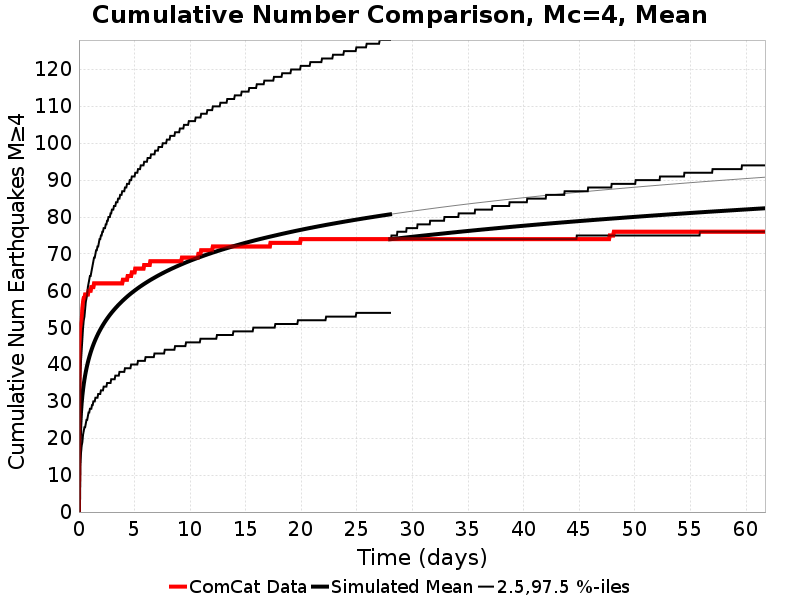 Cumulative Number Comparison, Mc=4, Mean
Cumulative Num Earthquakes M≥4
120
110
100
90
80
70
60
50
40
30
20
10
0
0 5 10 15 20 25 30 35 40 45 50 55 60
Time (days)
ComCat Data Simulated Mean 2.5,97.5 %-iles